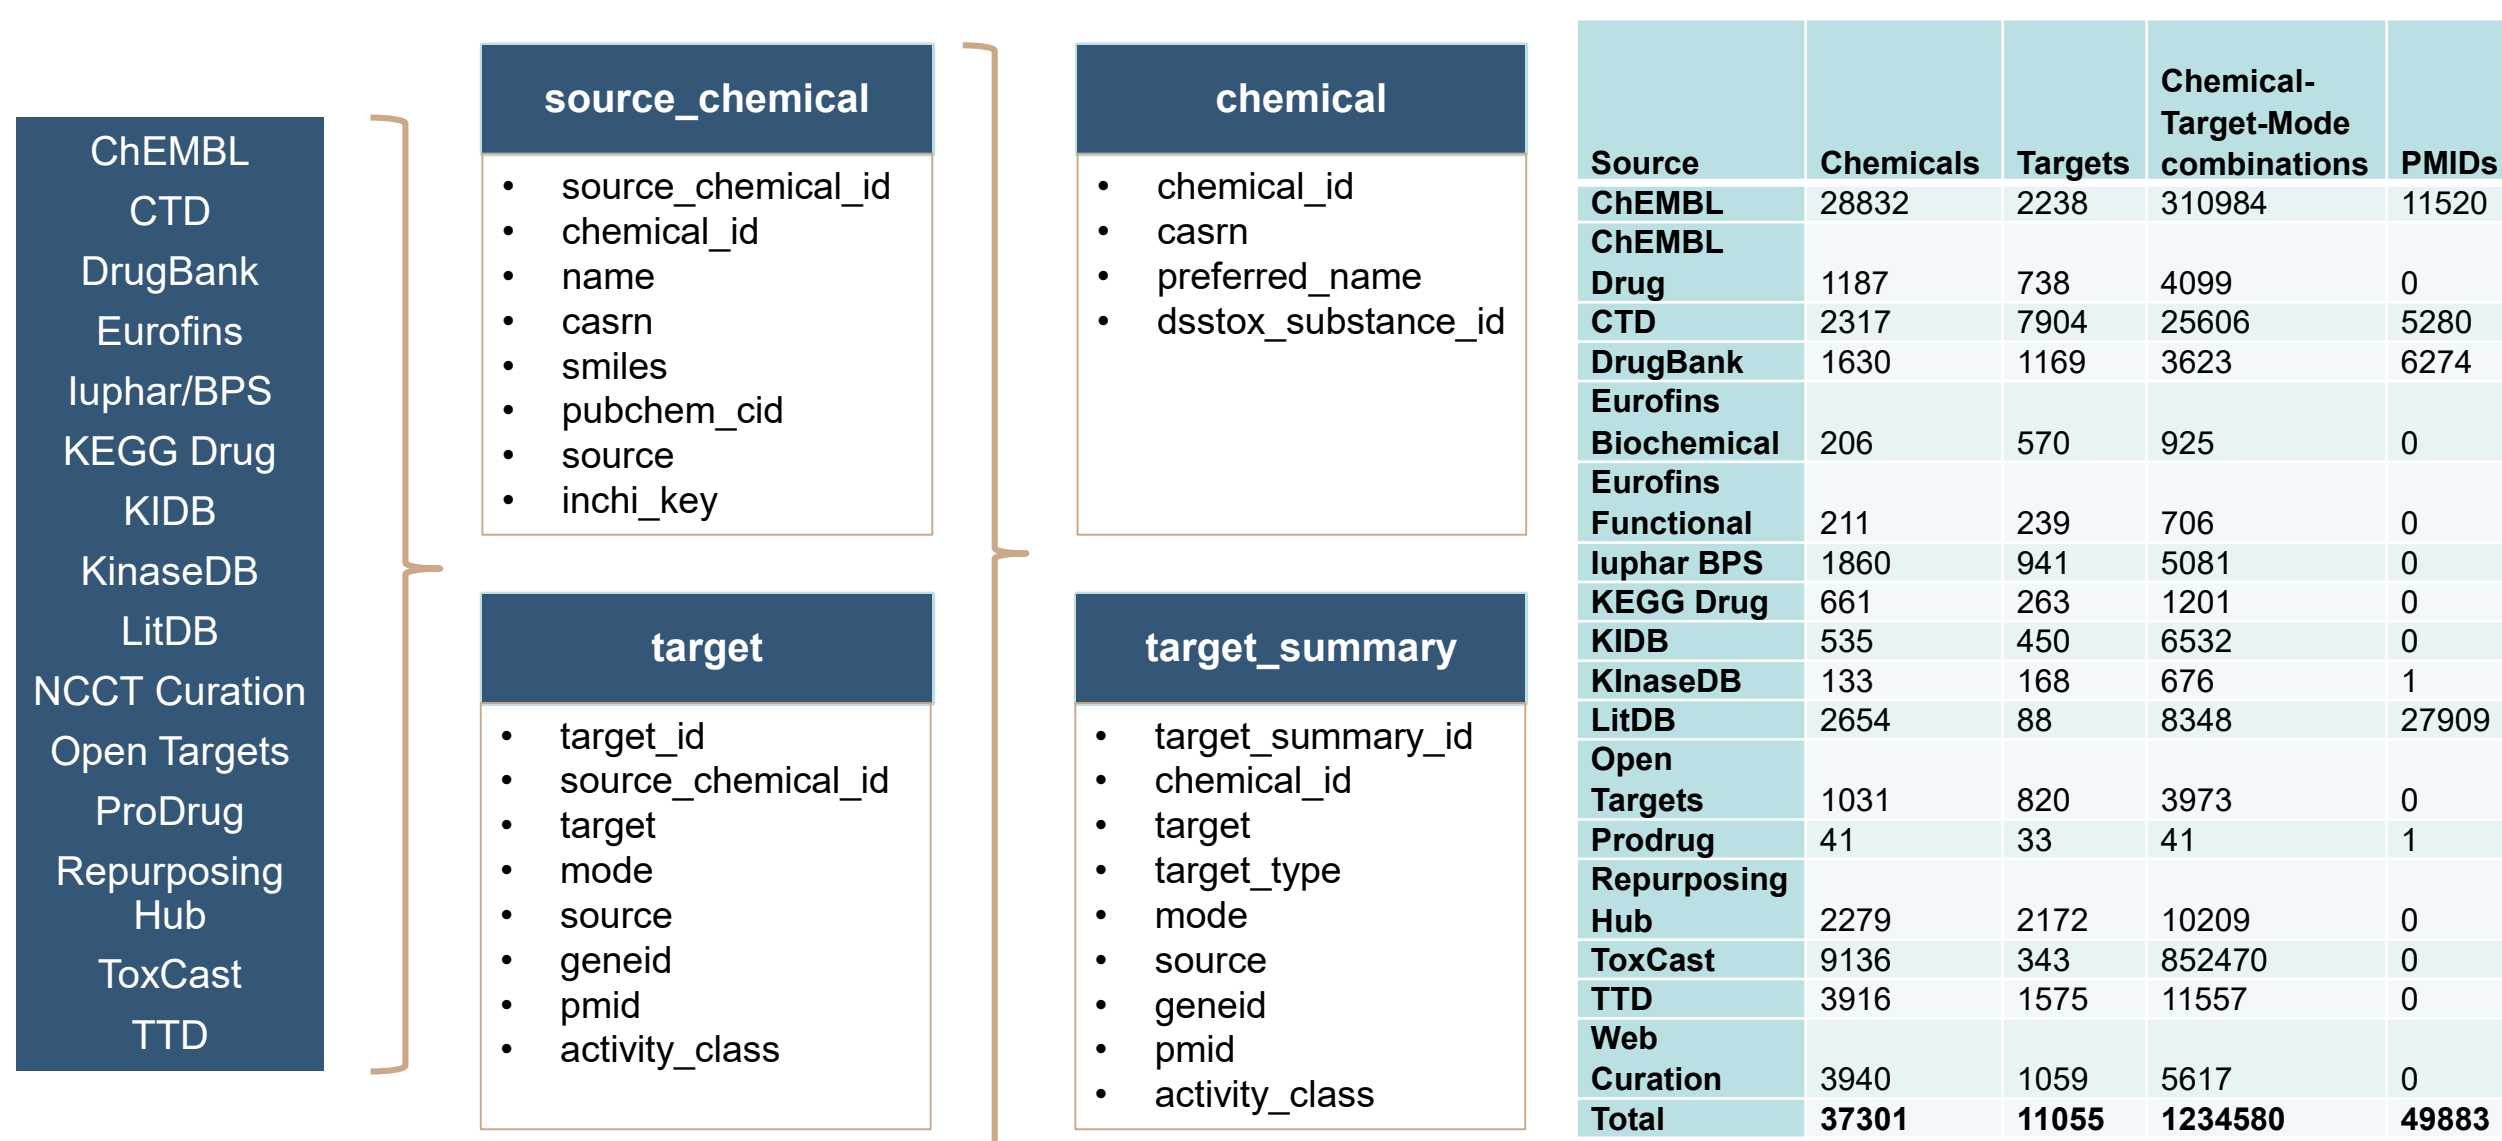 ChEMBL
CTD
DrugBank
Eurofins
Iuphar/BPS
KEGG Drug
KIDB
KinaseDB
LitDB
NCCT Curation
Open Targets
ProDrug
Repurposing
Hub
ToxCast
TTD
source_chemical
• source_chemical_id
• chemical_id
• name
• casrn
• smiles
• pubchem_cid
• source
• inchi_key
target
• target_id
• source_chemical_id
• target
• mode
• source
• geneid
• pmid
• activity_class
chemical
• chemical_id
• casrn
• preferred_name
• dsstox_substance_id
target_summary
• target_summary_id
• chemical_id
• target
• target_type
• mode
• source
• geneid
• pmid
• activity_class
Chemical-
Target-Mode
Source Chemicals Targets combinations PMIDs
ChEMBL 28832 2238 310984 11520
ChEMBL
Drug 1187 738 4099 0
CTD 2317 7904 25606 5280
DrugBank 1630 1169 3623 6274
Eurofins
Biochemical 206 570 925 0
Eurofins
Functional 211 239 706 0
Iuphar BPS 1860 941 5081 0
KEGG Drug 661 263 1201 0
KIDB 535 450 6532 0
KInaseDB 133 168 676 1
LitDB 2654 88 8348 27909
Open
Targets 1031 820 3973 0
Prodrug 41 33 41 1
Repurposing
Hub 2279 2172 10209 0
ToxCast 9136 343 852470 0
TTD 3916 1575 11557 0
Web
Curation 3940 1059 5617 0
Total 37301 11055 1234580 49883